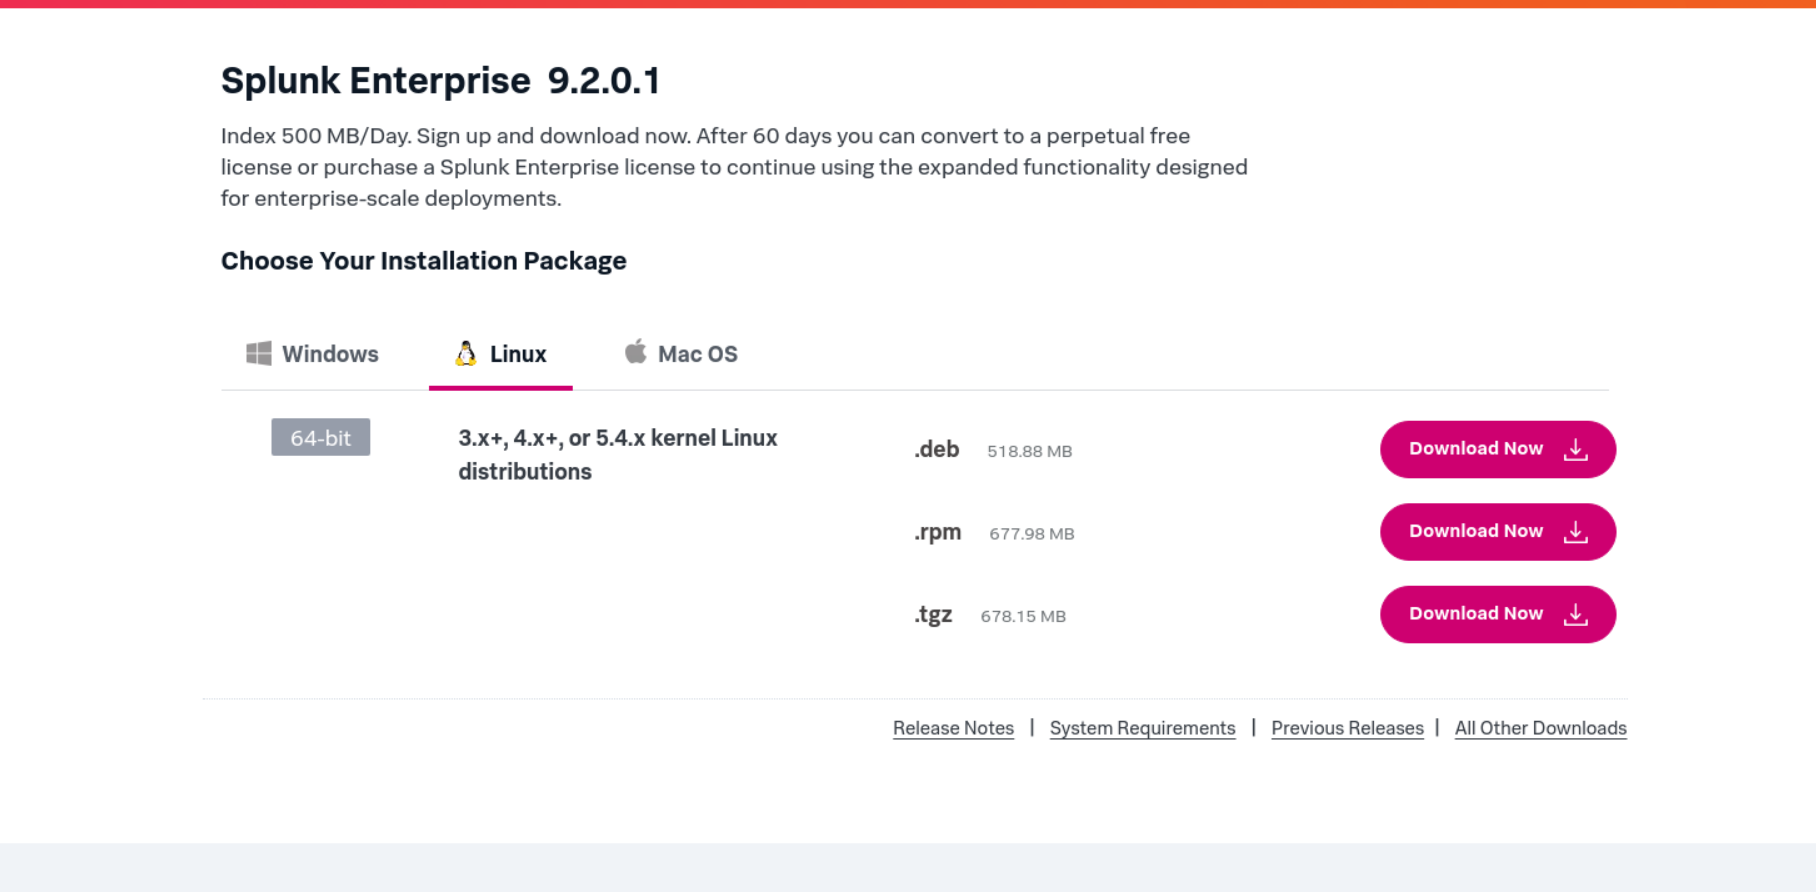 Splunk Enterprise 9.2.0.1
Index 500 MB/Day. Sign up and download now. After 60 days you can convert to a perpetual free
license or purchase a Splunk Enterprise license to continue using the expanded functionality designed
for enterprise-scale deployments.
Choose Your Installation Package
Windows Linux Mac OS
64-bit
3.x+, 4.x+, or 5.4.x kernel Linux
distributions
.deb 518.88 MB Download Now
.rpm 677.98 MB Download Now
.tgz 678.15 MB Download Now
Release Notes | System Requirements | Previous Releases | All Other Downloads